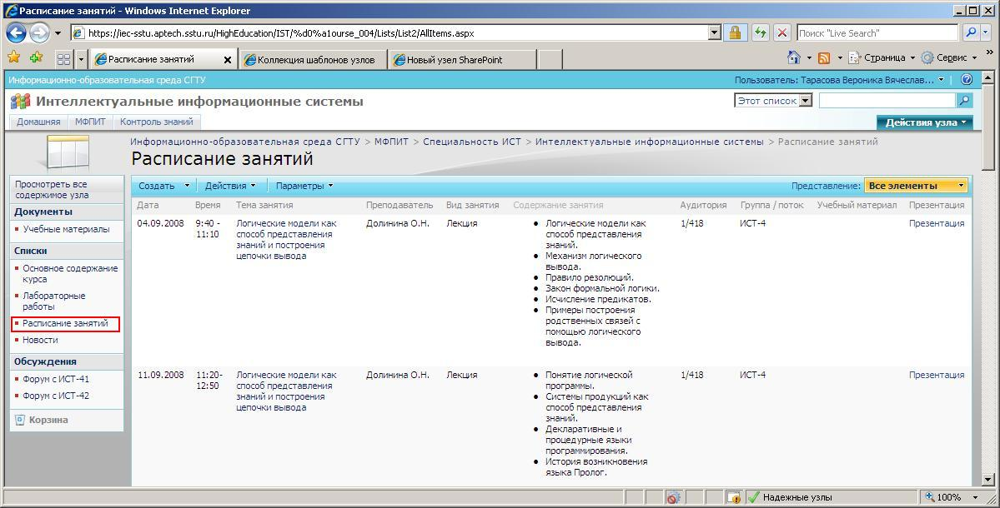 Расписание занятий - Windows Internet Explorer
https://iec-sstu.aptech.sstu.ru/HighEducation/IST/%d0%a1ourse_004/Lists/List2/AllItems.aspx
Поиск "Live Search"
Расписание занятий
Коллекция шаблонов узлов
Новый узел SharePoint
Страница
Сервис
Информационно-образовательная среда СГТУ
Пользователь: Тарасова Вероника Вячеслав...
Интеллектуальные информационные системы
Этот список
Домашняя
МФПИТ
Контроль знаний
Действия узла
Информационно-образовательная среда СГТУ > МФПИТ > Специальность ИСТ > Интеллектуальные информационные системы > Расписание занятий
Расписание занятий
Просмотреть все
содержимое узла
Документы
Учебные материалы
Списки
Основное содержание
курса
Лабораторные
работы
Расписание занятий
Новости
Обсуждения
Форум с ИСТ-41
Форум с ИСТ-42
Корзина
Создать
Действия
Параметры
Представление:
Все элементы
Дата
Время
Тема занятия
Преподаватель
Вид занятия
Содержание занятия
Аудитория
Группа / поток
Учебный материал
Презентация
04.09.2008
9:40 -
11:10
Логические модели как
способ представления
знаний и построения
цепочки вывода
Долинина О.Н.
Лекция
• Логические модели как
способ представления
знаний.
• Механизм логического
вывода.
• Правило резолюций.
• Закон формальной логики.
• Исчисление предикатов.
• Примеры построения
родственных связей с
помощью логического
вывода.
1/418
ИСТ-4
Презентация
11.09.2008
11:20-
12:50
Логические модели как
способ представления
знаний и построения
цепочки вывода
Долинина О.Н.
Лекция
• Понятие логической
программы.
• Системы продукций как
способ представления
знаний.
• Декларативные и
процедурные языки
программирования.
• История возникновения
языка Пролог.
1/418
ИСТ-4
Презентация
Надежные узлы
100%